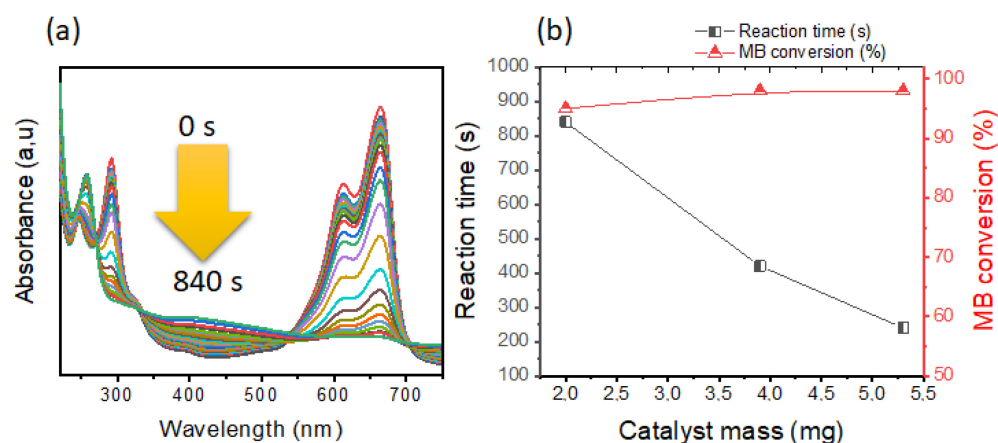 (a)
0 s
840 s
Absorbance (a,u)
300 400 500 600 700
Wavelength (nm)
(b)
Reaction time (s)
MB conversion (%)
1000
900
800
700
600
500
400
300
200
100
Reaction time (s)
100
90
80
70
60
50
MB conversion (%)
2,0 2,5 3,0 3,5 4,0 4,5 5,0 5,5
Catalyst mass (mg)